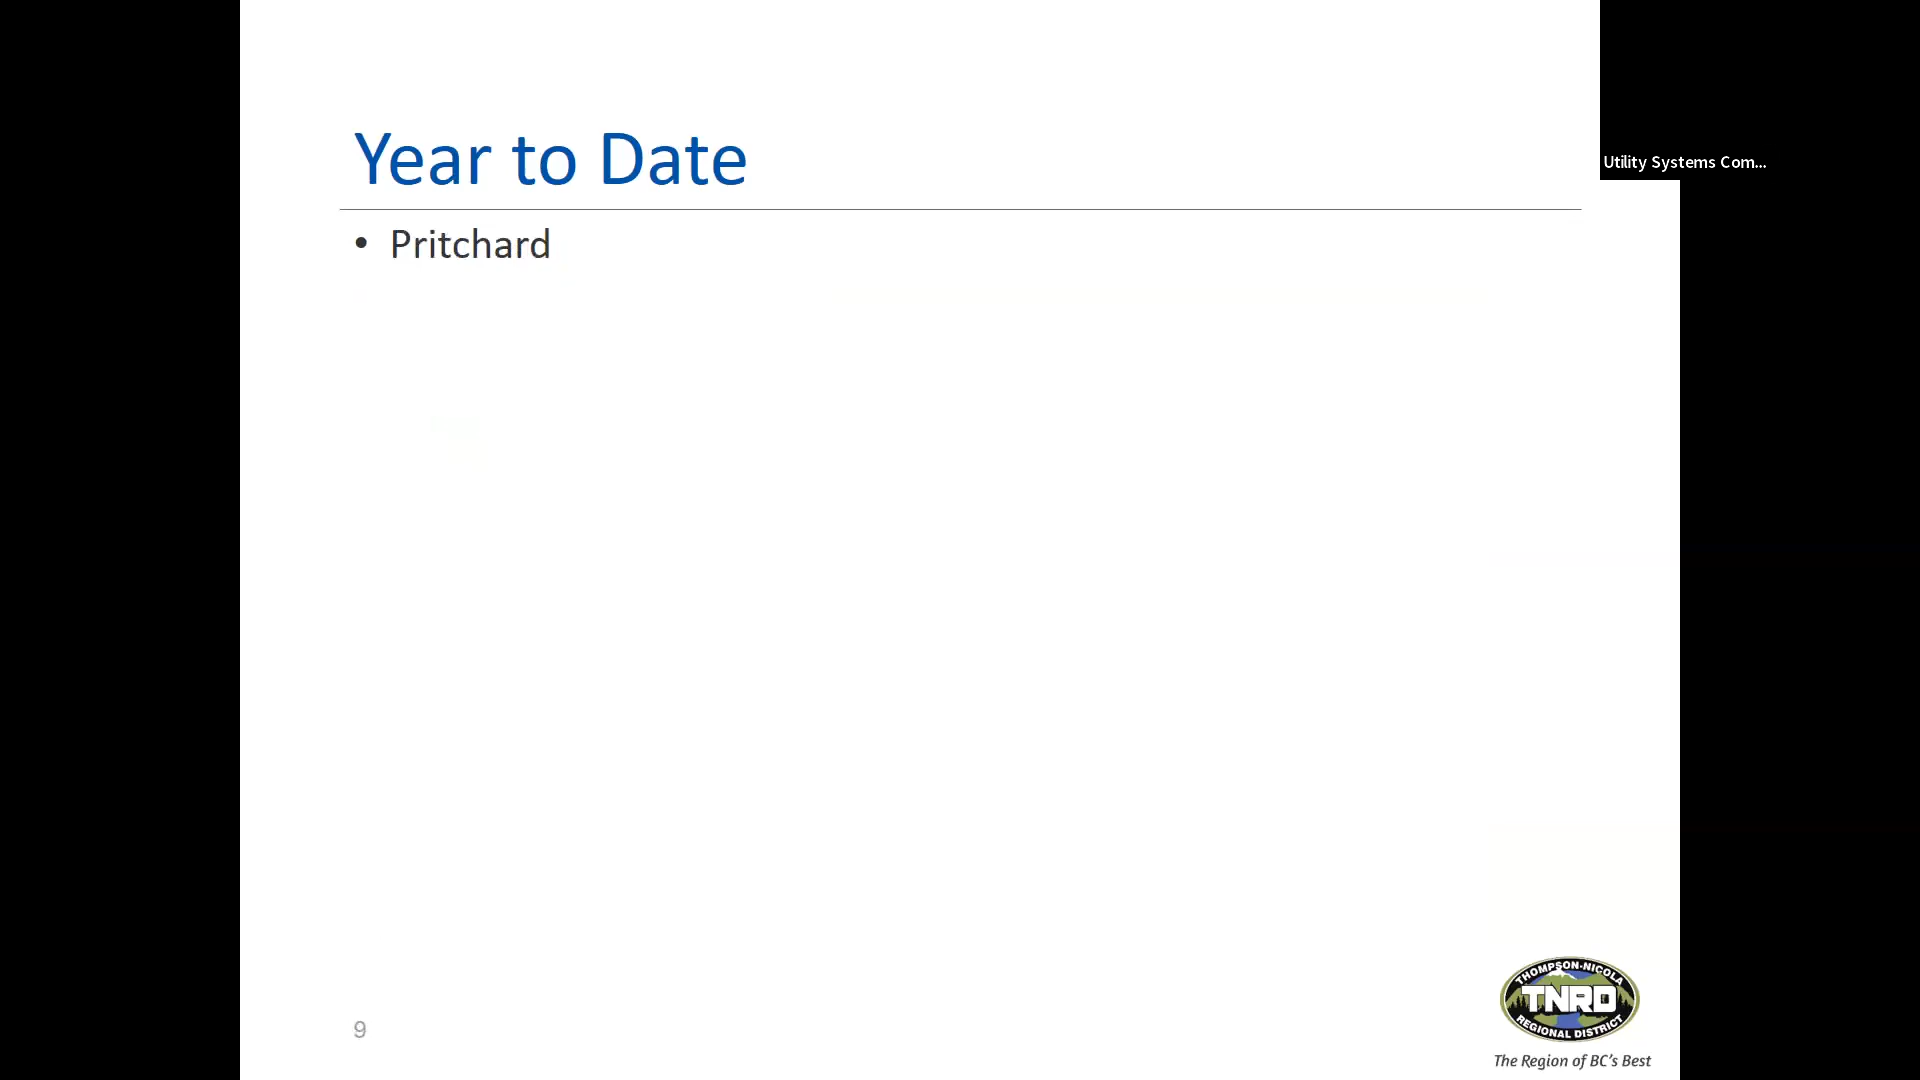 Year to Date
Utility Systems Com...
• Pritchard
THOMPSON-NICOLA
TNRD
REGIONAL DISTRICT
The Region of BC's Best
9